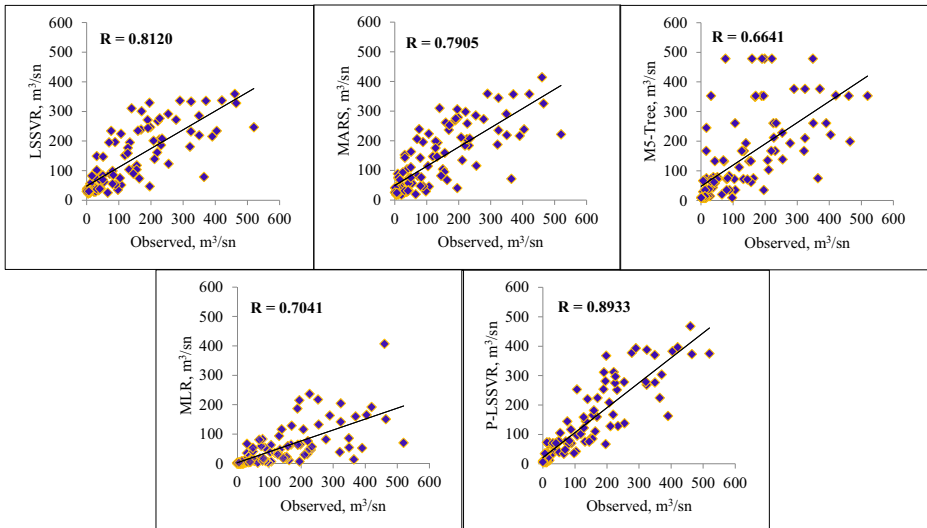 600
500
400
300
200
100
0
R = 0.8120
LSSVR, m³/sn
0 100 200 300 400 500 600
Observed, m³/sn
600
500
400
300
200
100
0
R = 0.7905
MARS, m³/sn
0 100 200 300 400 500 600
Observed, m³/sn
600
500
400
300
200
100
0
R = 0.6641
M5-Tree, m³/sn
0 100 200 300 400 500 600
Observed, m³/sn
600
500
400
300
200
100
0
R = 0.7041
MLR, m³/sn
0 100 200 300 400 500 600
Observed, m³/sn
600
500
400
300
200
100
0
R = 0.8933
P-LSSVR, m³/sn
0 100 200 300 400 500 600
Observed, m³/sn